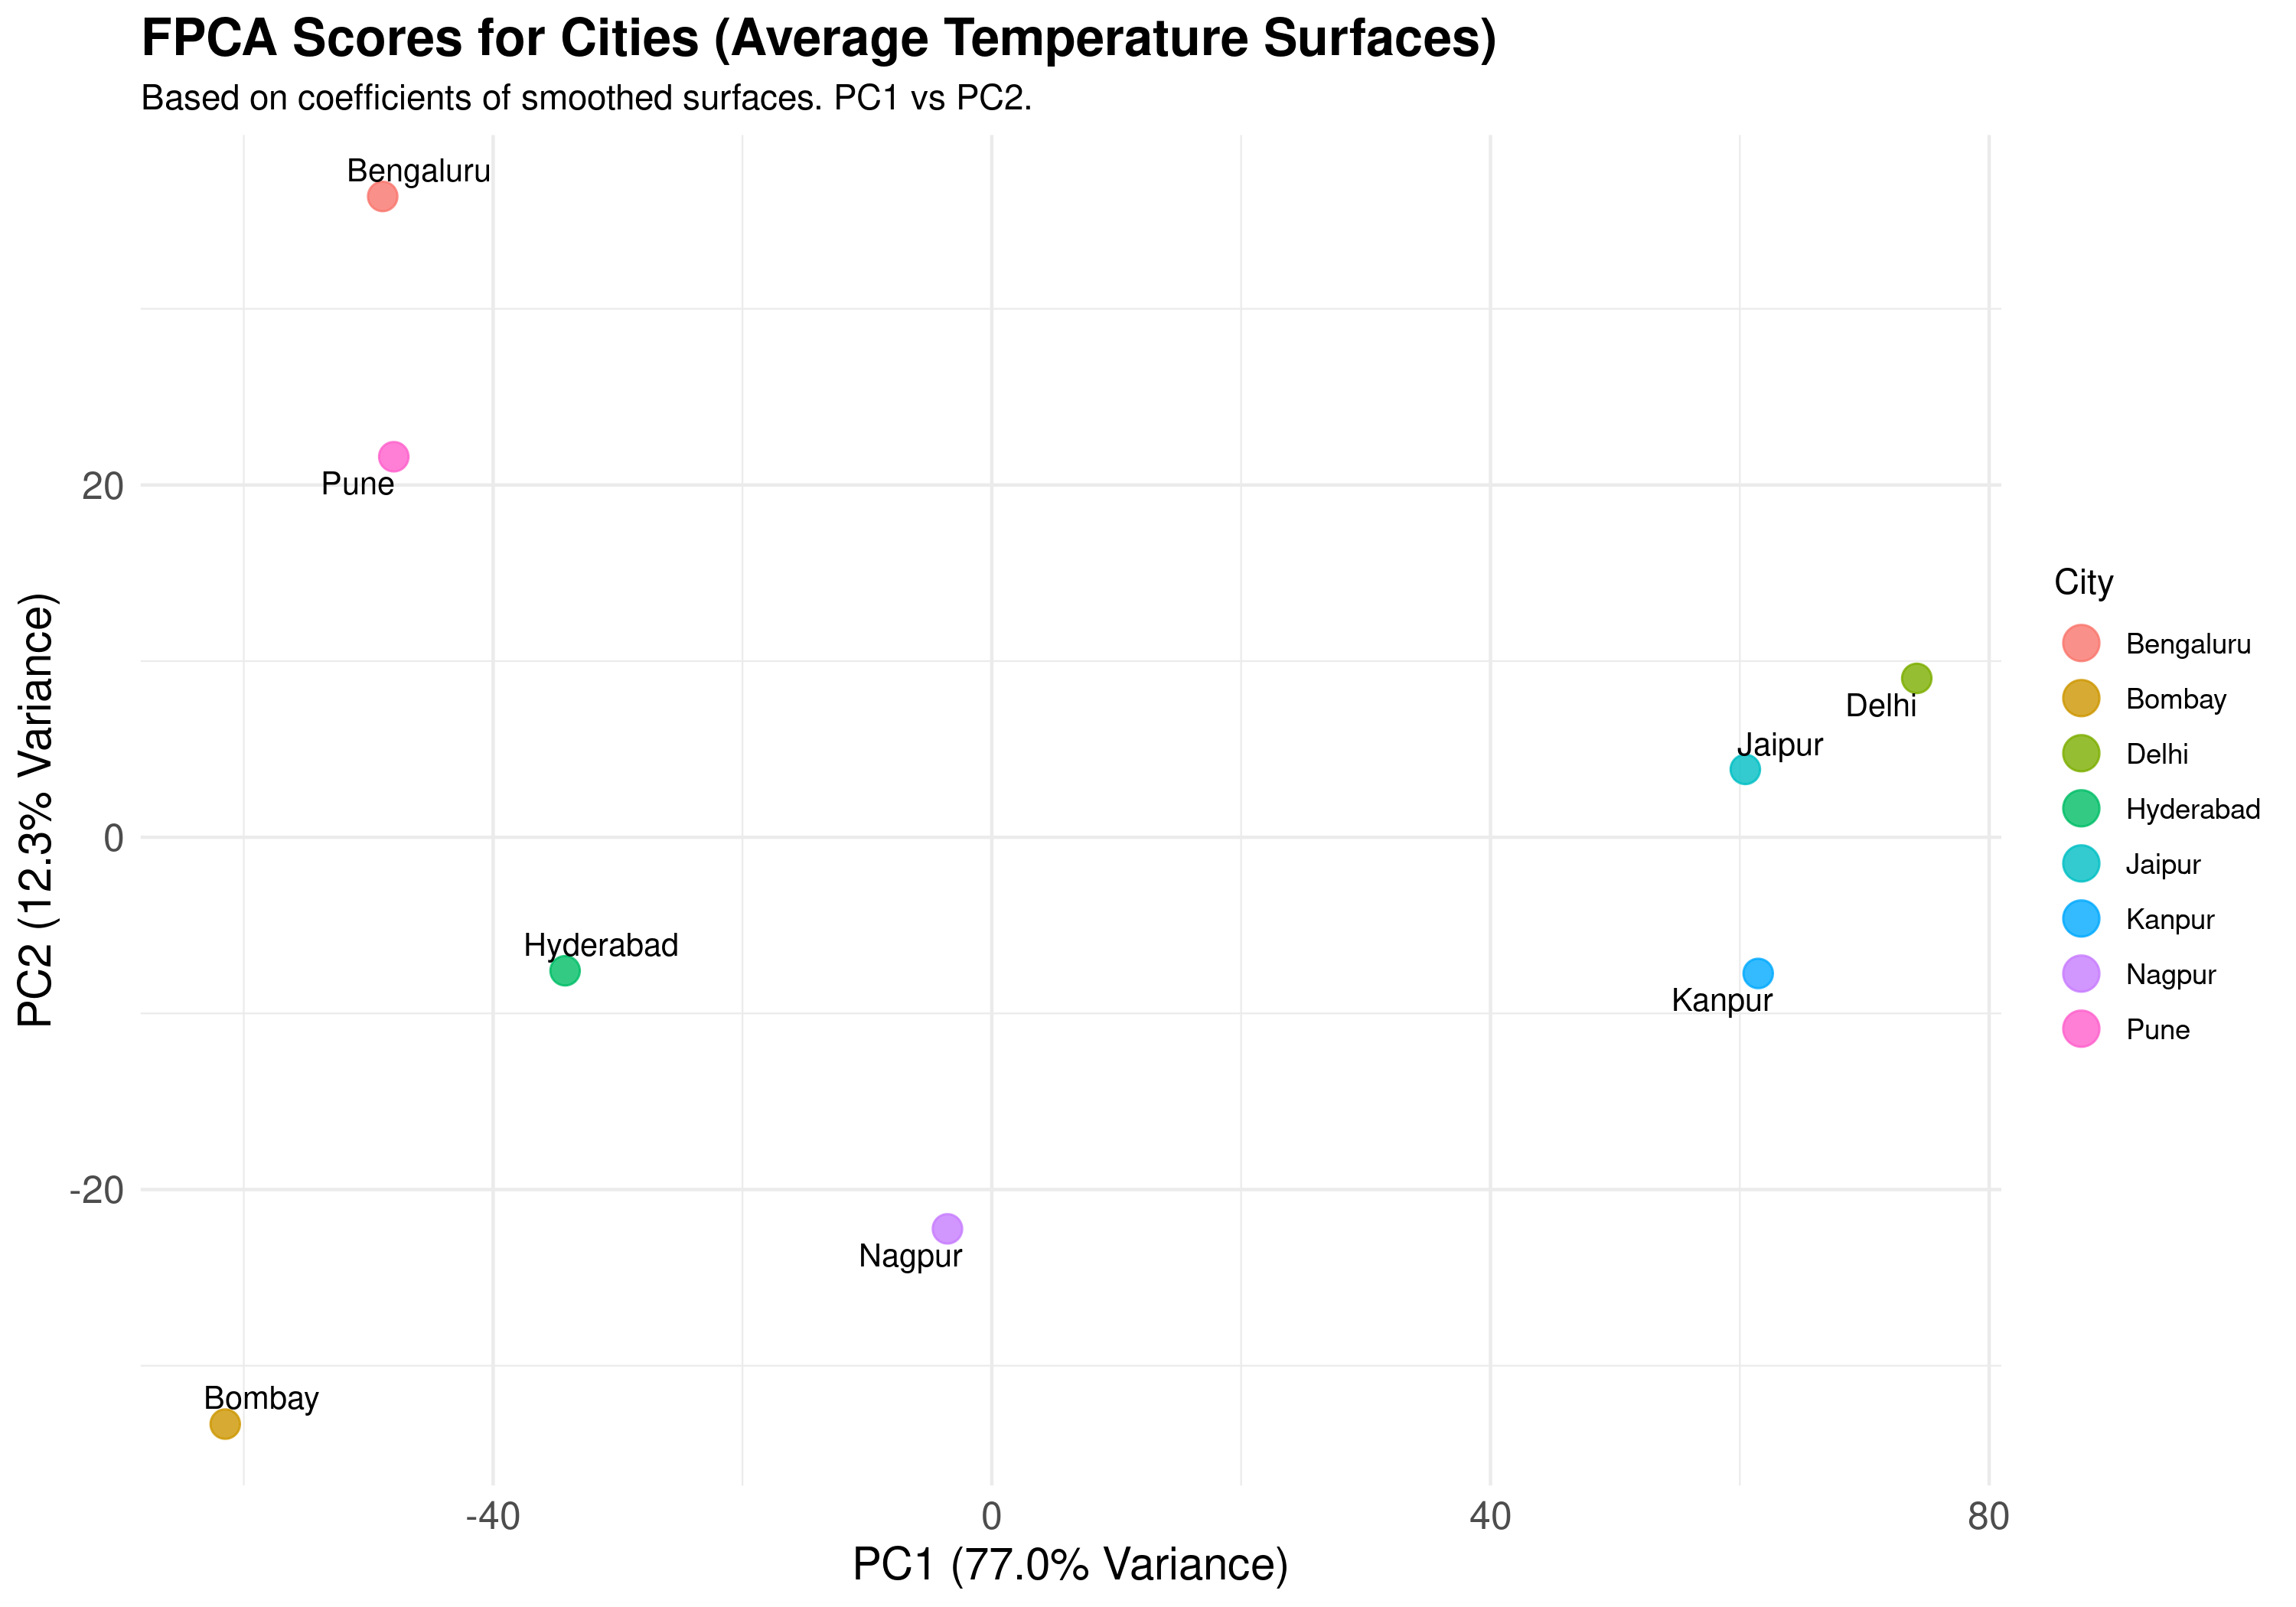 FPCA Scores for Cities (Average Temperature Surfaces)
Based on coefficients of smoothed surfaces. PC1 vs PC2.
Bengaluru
Pune
20
Delhi
Jaipur
0
Hyderabad
Kanpur
-20
Nagpur
Bombay
-40
0
40
80
PC1 (77.0% Variance)
PC2 (12.3% Variance)
City
Bengaluru
Bombay
Delhi
Hyderabad
Jaipur
Kanpur
Nagpur
Pune